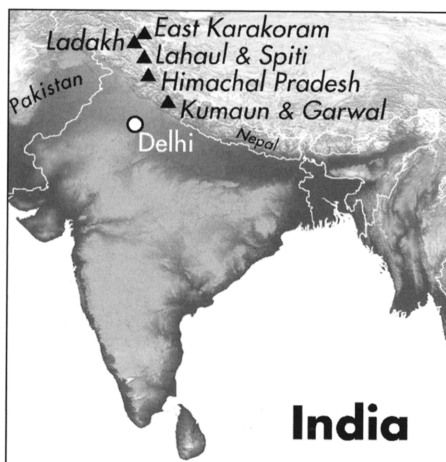 East Karakoram
Ladakh
Lahaul & Spiti
Himachal Pradesh
Pakistan
Kumaun & Garwal
Nepal
Delhi
India